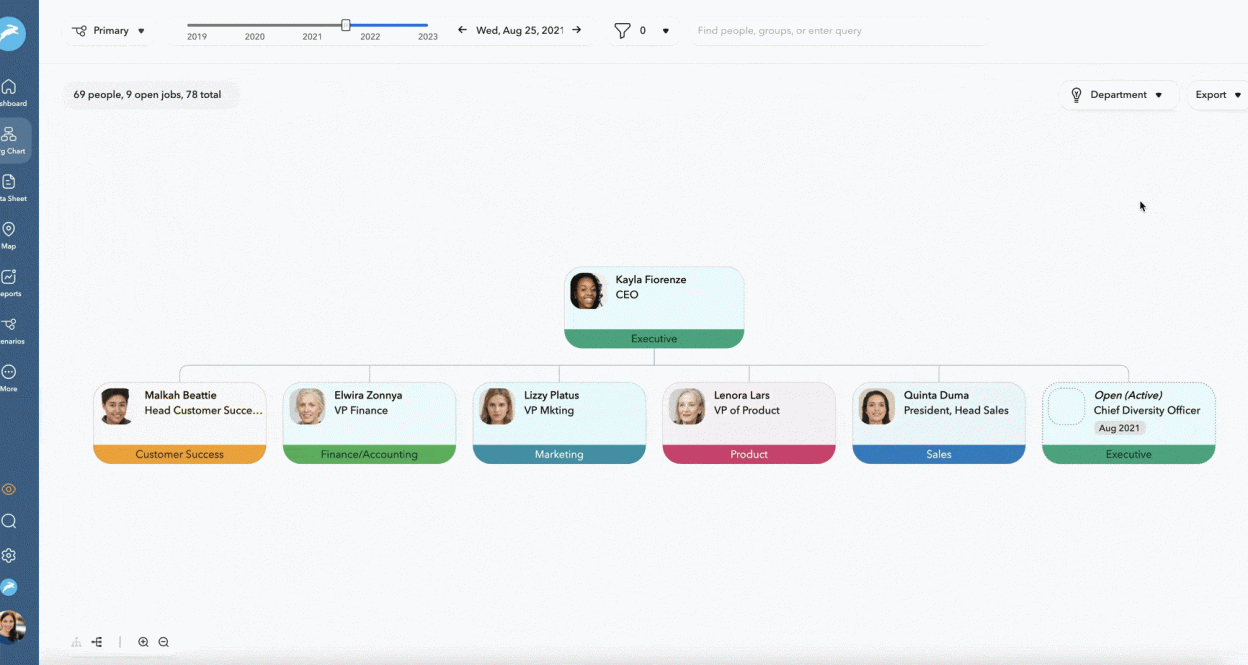 Primary
2019 2020 2021 2022 2023
Wed, Aug 25, 2021
0
Find people, groups, or enter query
69 people, 9 open jobs, 78 total
Department
Export
shboard
g Chart
ta Sheet
Map
eports
enarios
More
Kayla Fiorenze
CEO
Executive
Malkah Beattie
Head Customer Succe...
Customer Success
Elwira Zonnya
VP Finance
Finance/Accounting
Lizzy Platus
VP Mkting
Marketing
Lenora Lars
VP of Product
Product
Quinta Duma
President, Head Sales
Sales
Open (Active)
Chief Diversity Officer
Aug 2021
Executive